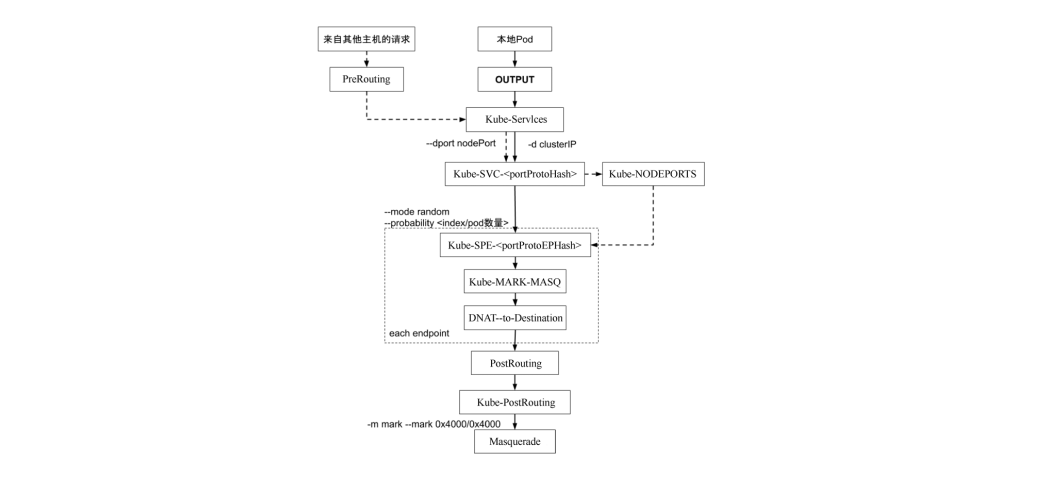 来自其他主机的请求
本地Pod
PreRouting
OUTPUT
Kube-Servlces
--dport nodePort
-d clusterIP
Kube-SVC-<portProtoHash>
Kube-NODEPORTS
--mode random
--probability <index/pod数量>
Kube-SPE-<portProtoEPHash>
Kube-MARK-MASQ
DNAT--to-Destination
each endpoint
PostRouting
Kube-PostRouting
-m mark --mark 0x4000/0x4000
Masquerade